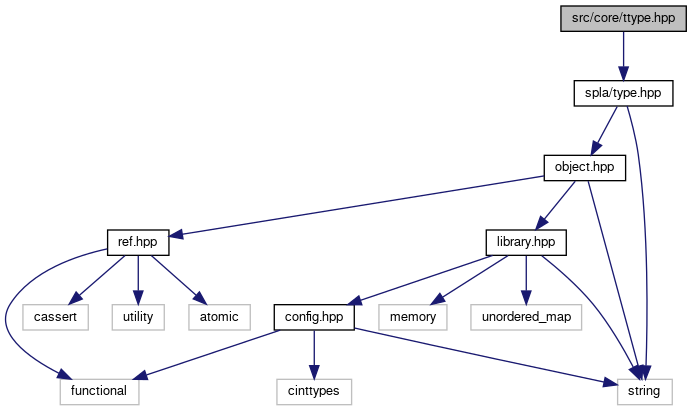 src/core/ttype.hpp
spla/type.hpp
object.hpp
ref.hpp
library.hpp
cassert
utility
atomic
config.hpp
memory
unordered_map
functional
cinttypes
string